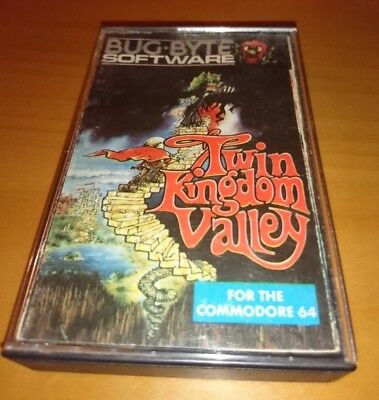 BUG-BYTE
SOFTWARE
Twin
Kingdom
Valley
FOR THE
COMMODORE 64